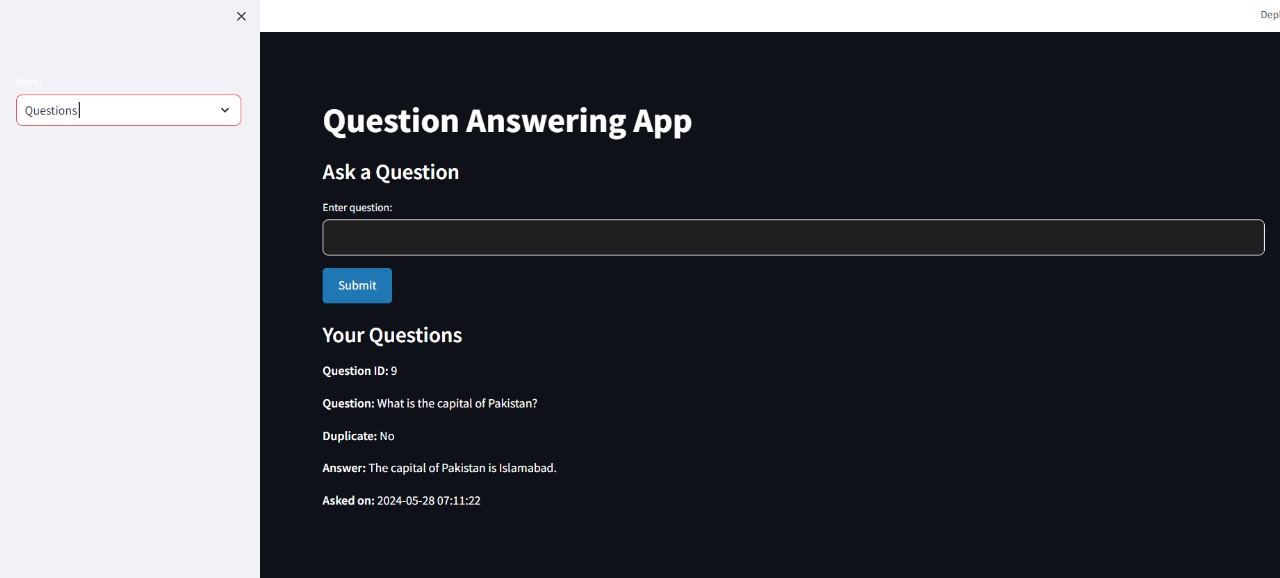 Menu
Questions
Question Answering App
Ask a Question
Enter question:
Submit
Your Questions
Question ID: 9
Question: What is the capital of Pakistan?
Duplicate: No
Answer: The capital of Pakistan is Islamabad.
Asked on: 2024-05-28 07:11:22